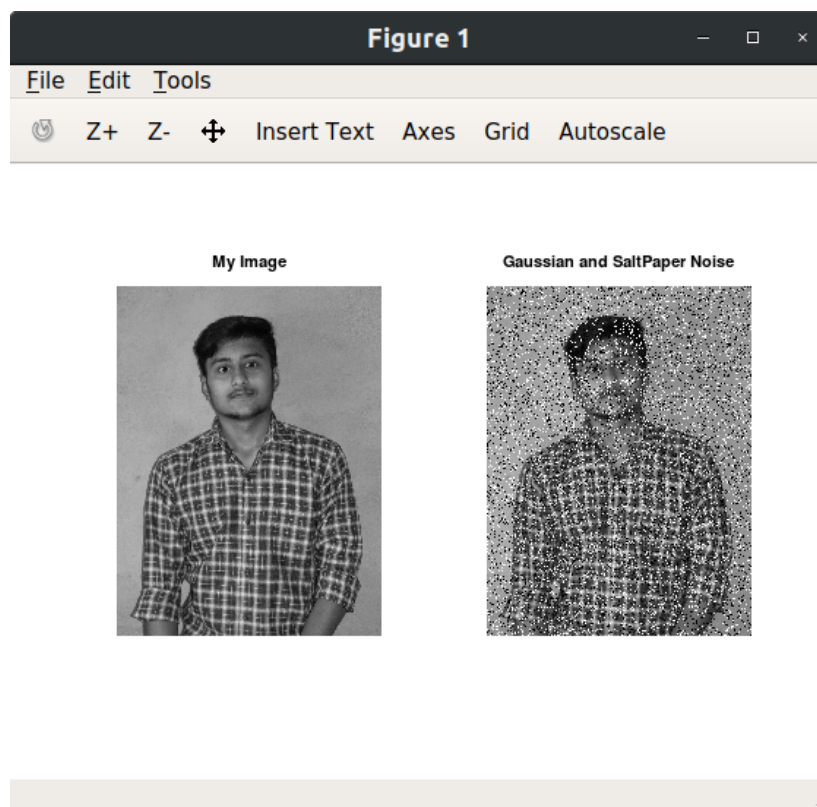 Figure 1
File Edit Tools
Z+ Z- Insert Text Axes Grid Autoscale
My Image
Gaussian and SaltPaper Noise